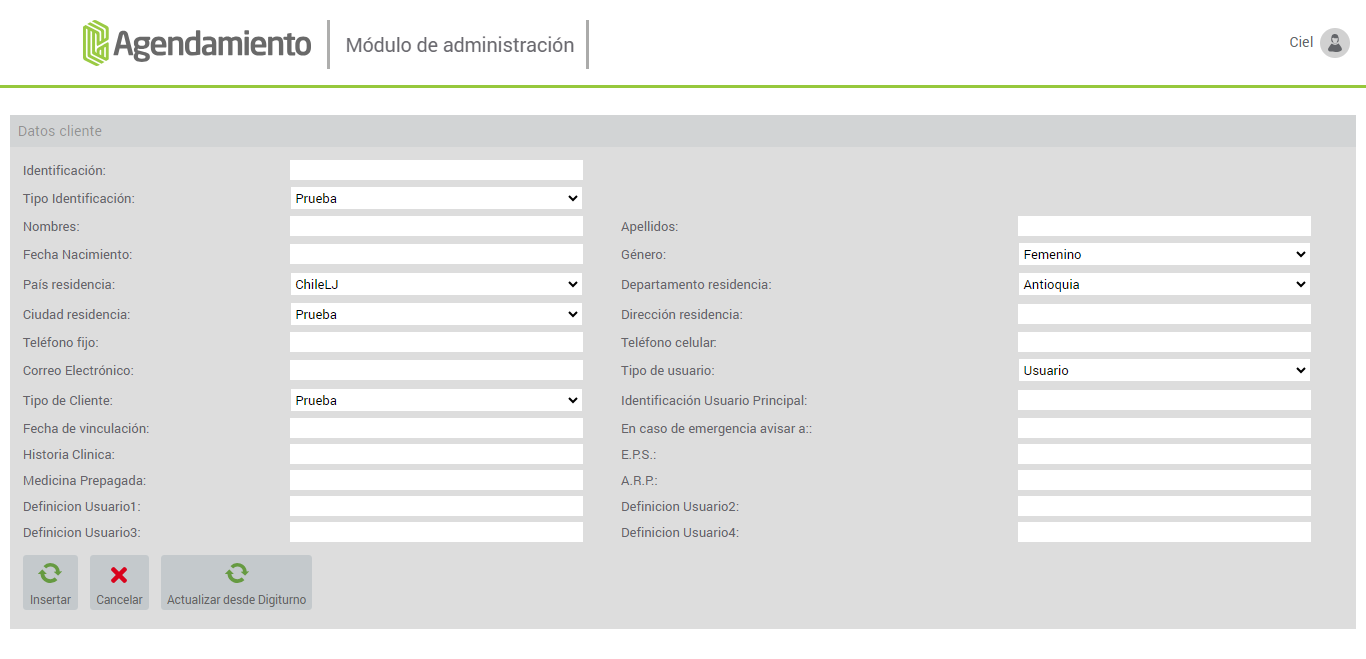 Agendamiento Módulo de administración Ciel
Datos cliente
Identificación:
Tipo Identificación: Prueba
Nombres: Apellidos:
Fecha Nacimiento: Género: Femenino
País residencia: ChileLJ Departamento residencia: Antioquia
Ciudad residencia: Prueba Dirección residencia:
Teléfono fijo: Teléfono celular:
Correo Electrónico: Tipo de usuario: Usuario
Tipo de Cliente: Prueba Identificación Usuario Principal:
Fecha de vinculación: En caso de emergencia avisar a::
Historia Clinica: E.P.S.:
Medicina Prepagada: A.R.P.:
Definicion Usuario1: Definicion Usuario2:
Definicion Usuario3: Definicion Usuario4:
Insertar Cancelar Actualizar desde Digiturno